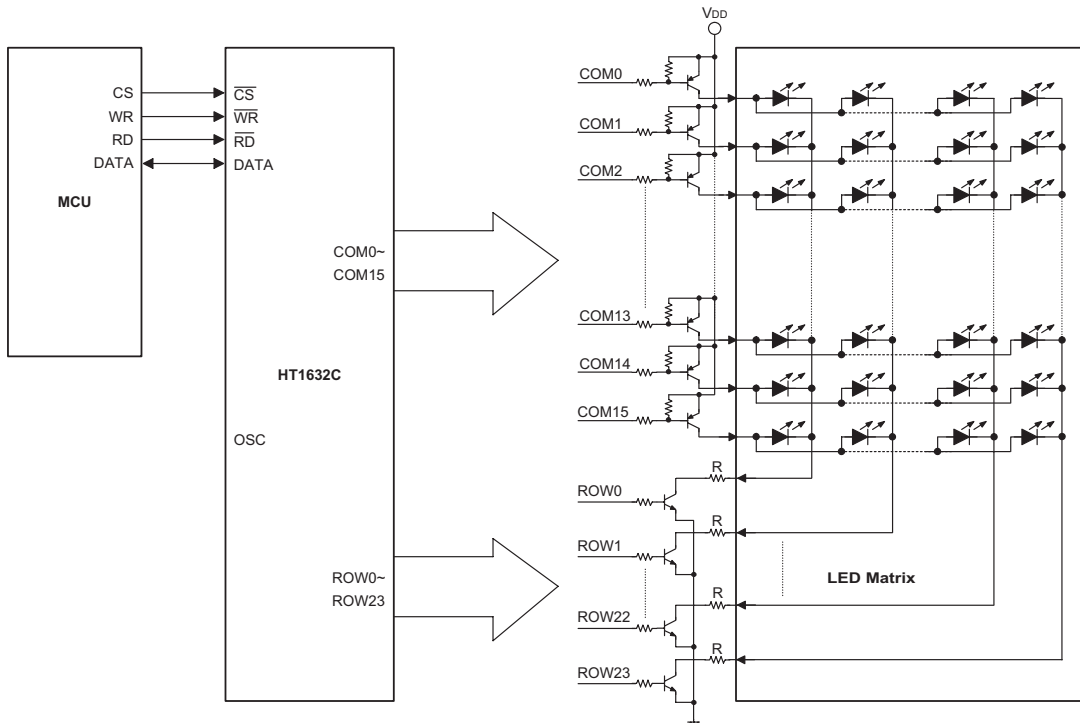 MCU
CS
WR
RD
DATA
HT1632C
CS
WR
RD
DATA
OSC
COM0~
COM15
ROW0~
ROW23
VDD
COM0
COM1
COM2
COM13
COM14
COM15
ROW0
ROW1
ROW22
ROW23
R
R
R
R
LED Matrix